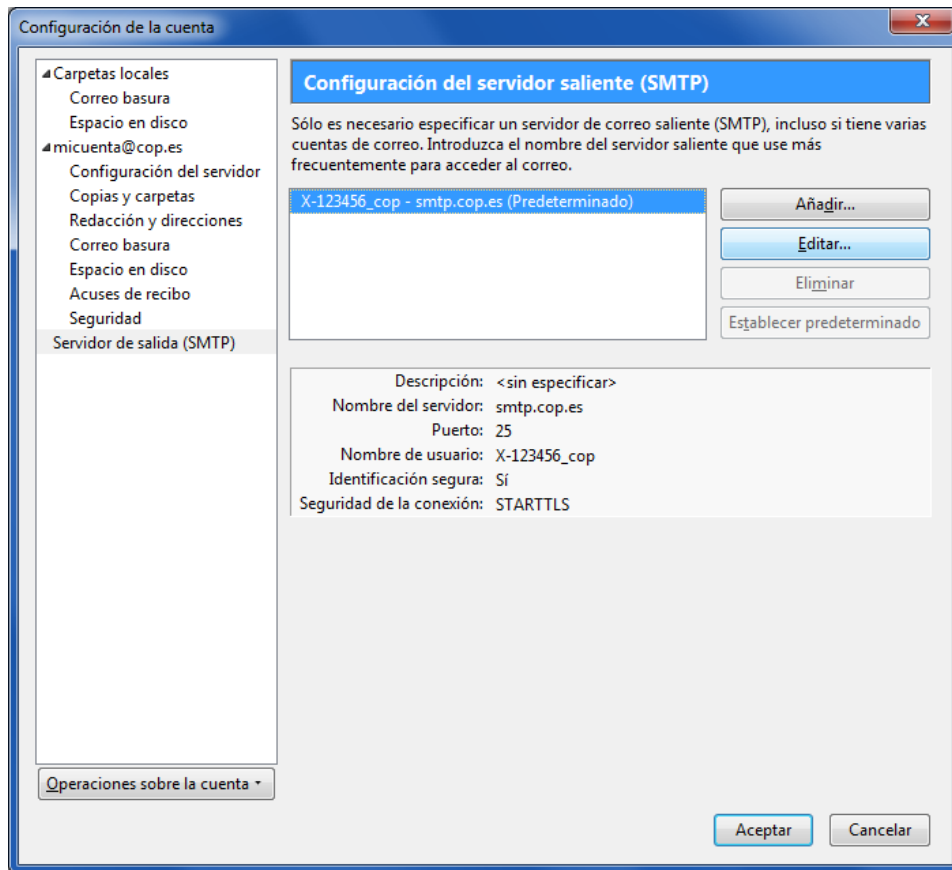 Configuración de la cuenta
Carpetas locales
Correo basura
Espacio en disco
micuenta@cop.es
Configuración del servidor
Copias y carpetas
Redacción y direcciones
Correo basura
Espacio en disco
Acuses de recibo
Seguridad
Servidor de salida (SMTP)
Operaciones sobre la cuenta
Configuración del servidor saliente (SMTP)
Sólo es necesario especificar un servidor de correo saliente (SMTP), incluso si tiene varias
cuentas de correo. Introduzca el nombre del servidor saliente que use más
frecuentemente para acceder al correo.
X-123456_cop - smtp.cop.es (Predeterminado)
Añadir...
Editar...
Eliminar
Establecer predeterminado
Descripción: <sin especificar>
Nombre del servidor: smtp.cop.es
Puerto: 25
Nombre de usuario: X-123456_cop
Identificación segura: Sí
Seguridad de la conexión: STARTTLS
Aceptar
Cancelar